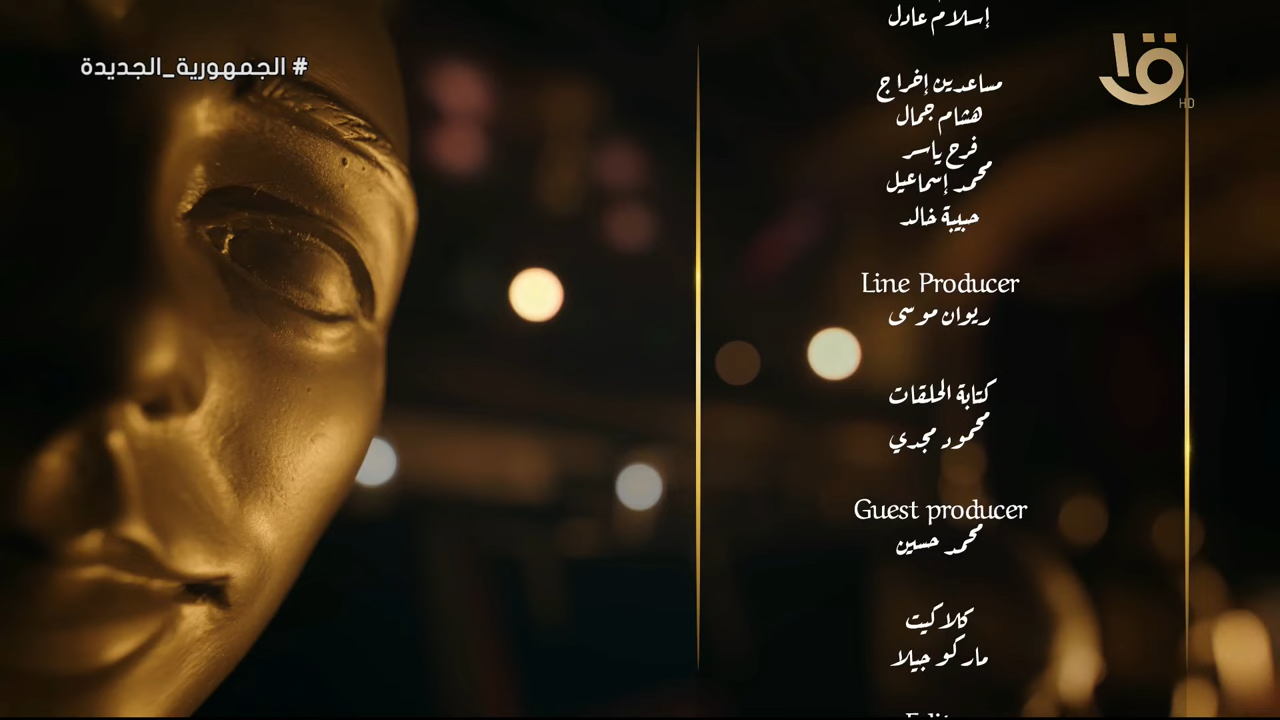 إسلام عادل
# الجمهورية_الجديدة
مساعدين إخراج
هشام جمال
فرح ياسر
محمد إسماعيل
حبيبة خالد
Line Producer
ريوان موسى
كتابة الحلقات
محمود مجدي
Guest producer
محمد حسين
كلاكيت
ماركو جيلا
HD